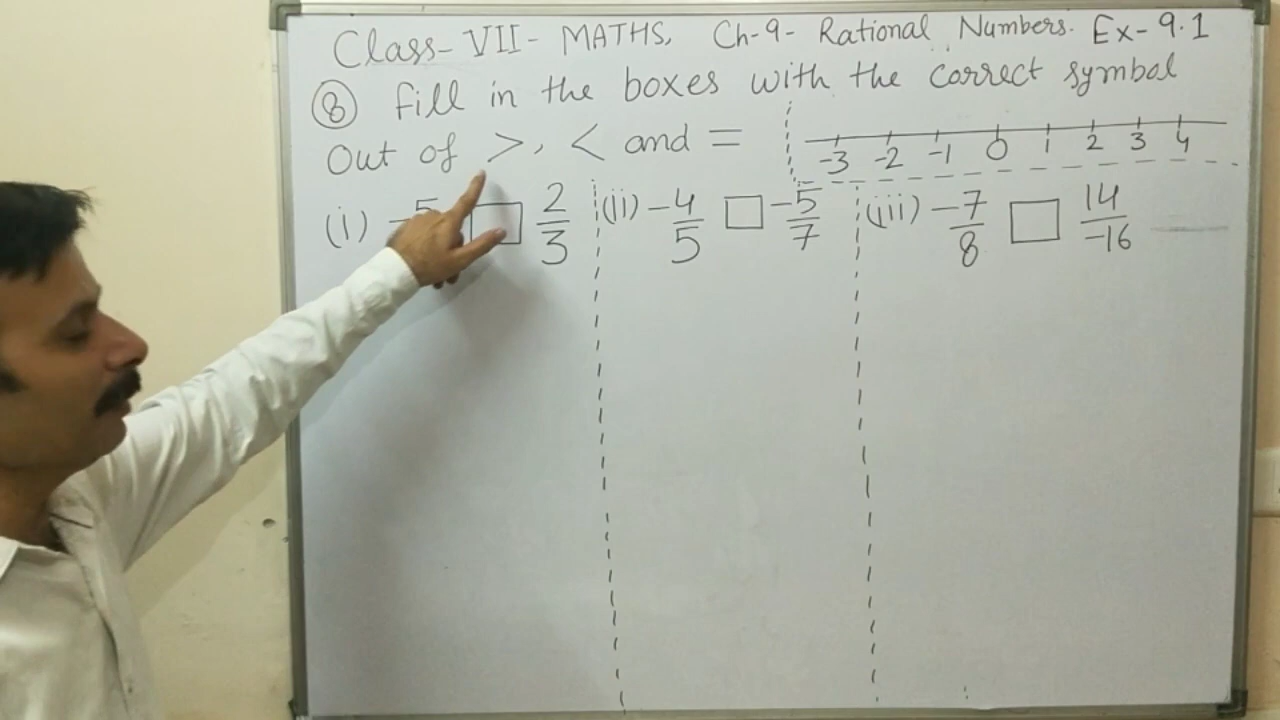 Class-VII- MATHS, Ch-9- Rational Numbers. Ex-9.1
⑧ Fill in the boxes with the correct symbol
Out of >, < and =
-3 -2 -1 0 1 2 3 4
(i) -5 □ 2/3 (ii) -4/5 □ -5/7 (iii) -7/8 □ 14/-16